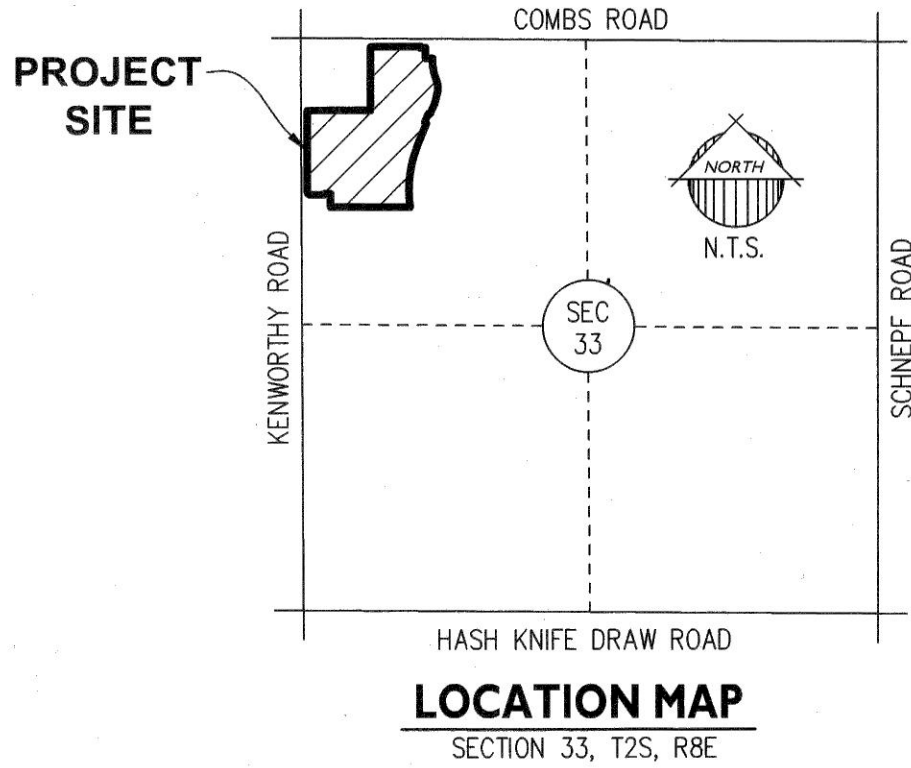 COMBS ROAD
PROJECT
SITE
NORTH
N.T.S.
KENWORTHY ROAD
SEC
33
SCHNEPF ROAD
HASH KNIFE DRAW ROAD
LOCATION MAP
SECTION 33, T2S, R8E